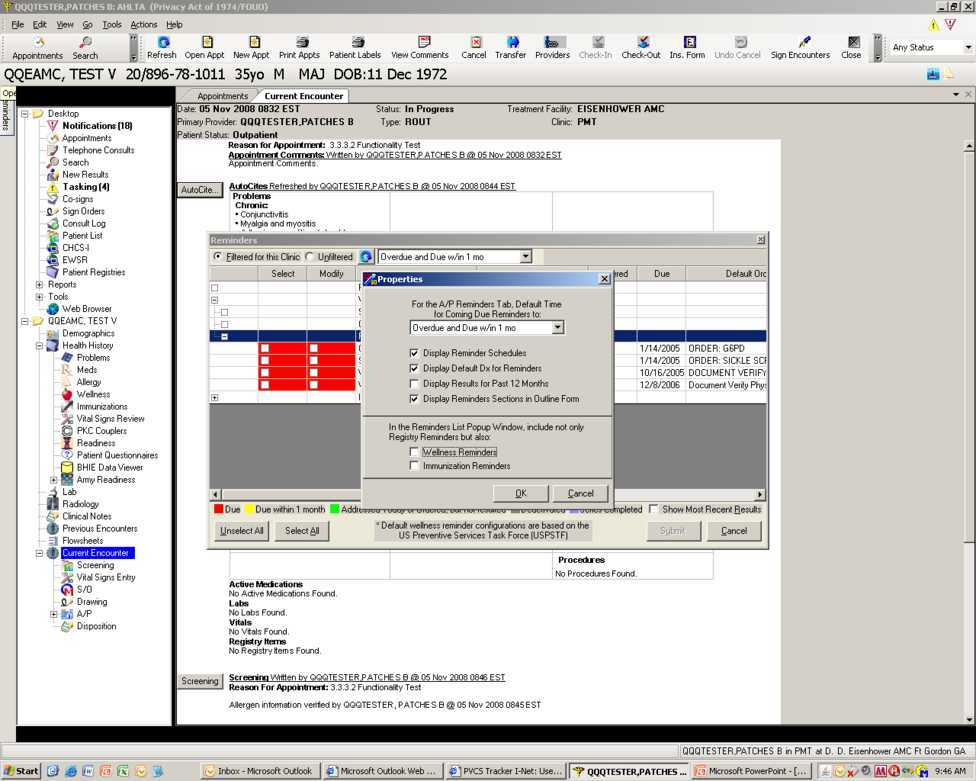 QQQTESTER,PATCHES B: AHLTA (Privacy Act of 1974/FOUO)
File Edit View Go Tools Actions Help
Appointments Search Refresh Open Appt New Appt Print Appts Patient Labels View Comments Cancel Transfer Providers Check-In Check-Out Ins. Form Undo Cancel Sign Encounters Close Any Status
QQEAMC, TEST V 20/896-78-1011 35yo M MAJ DOB:11 Dec 1972
Appointments Current Encounter
Desktop
Notifications (18)
Appointments
Telephone Consults
Search
New Results
Tasking (4)
Co-signs
Sign Orders
Consult Log
Patient List
CHCS-I
EWSR
Patient Registries
Reports
Tools
Web Browser
QQEAMC, TEST V
Demographics
Health History
Problems
Meds
Allergy
Wellness
Immunizations
Vital Signs Review
PKC Couplers
Readiness
Patient Questionnaires
BHIE Data Viewer
Army Readiness
Lab
Radiology
Clinical Notes
Previous Encounters
Flowsheets
Current Encounter
Screening
Vital Signs Entry
S/O
Drawing
A/P
Disposition
Date: 05 Nov 2008 0832 EST Status: In Progress Treatment Facility: EISENHOWER AMC
Primary Provider: QQQTESTER,PATCHES B Type: ROUT Clinic: PMT
Patient Status: Outpatient
Reason for Appointment: 3.3.3.2 Functionality Test
Appointment Comments: Written by QQQTESTER,PATCHES B @ 05 Nov 2008 0832 EST
Appointment Comments.
AutoCite... AutoCites Refreshed by QQQTESTER,PATCHES B @ 05 Nov 2008 0844 EST
Problems
Chronic:
• Conjunctivitis
• Myalgia and myositis
Reminders
Filtered for this Clinic Unfiltered Overdue and Due w/in 1 mo
Select Modify Due
1/14/2005 ORDER: G6PD
1/14/2005
10/16/2005 DOCUMENT
12/8/2006 Document Verify
Properties
For the A/P Reminders Tab, Default Time
for Coming Due Reminders to:
Overdue and Due w/in 1 mo
Display Reminder Schedules
Display Default Dx for Reminders
Display Results for Past 12 Months
Display Reminders Sections in Outline Form
In the Reminders List Popup Window, include not only
Registry Reminders but also:
Wellness Reminders
Immunization Reminders
OK Cancel
Due Due within 1 month Completed Show Most Recent Results
Unselect All Select All * Default wellness reminder configurations are based on the
US Preventive Services Task Force (USPSTF) Submit Cancel
Procedures
No Procedures Found.
Active Medications
No Active Medications Found.
Labs
No Labs Found.
Vitals
No Vitals Found.
Registry Items
No Registry Items Found.
Screening Screening Written by QQQTESTER,PATCHES B @ 05 Nov 2008 0846 EST
Reason For Appointment: 3.3.3.2 Functionality Test
Allergen information verified by QQQTESTER, PATCHES B @ 05 Nov 2008 0845 EST
QQQTESTER,PATCHES B in PMT at D. D. Eisenhower AMC Ft Gordon GA
Start Inbox - Microsoft Outlook Microsoft Outlook Web ... PVCS Tracker I-Net: Use... QQQTESTER,PATCHES ... Microsoft PowerPoint - [... 9:46 AM